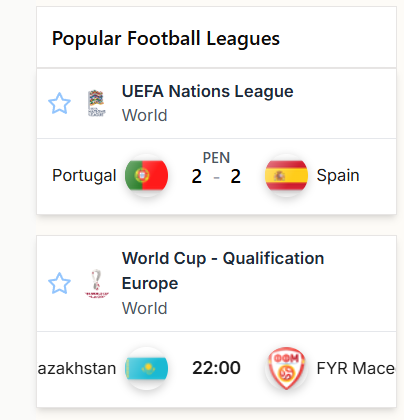 Popular Football Leagues
UEFA Nations League
World
PEN
Portugal 2 - 2 Spain
World Cup - Qualification
Europe
World
azakhstan 22:00 ФФМ FYR Mace